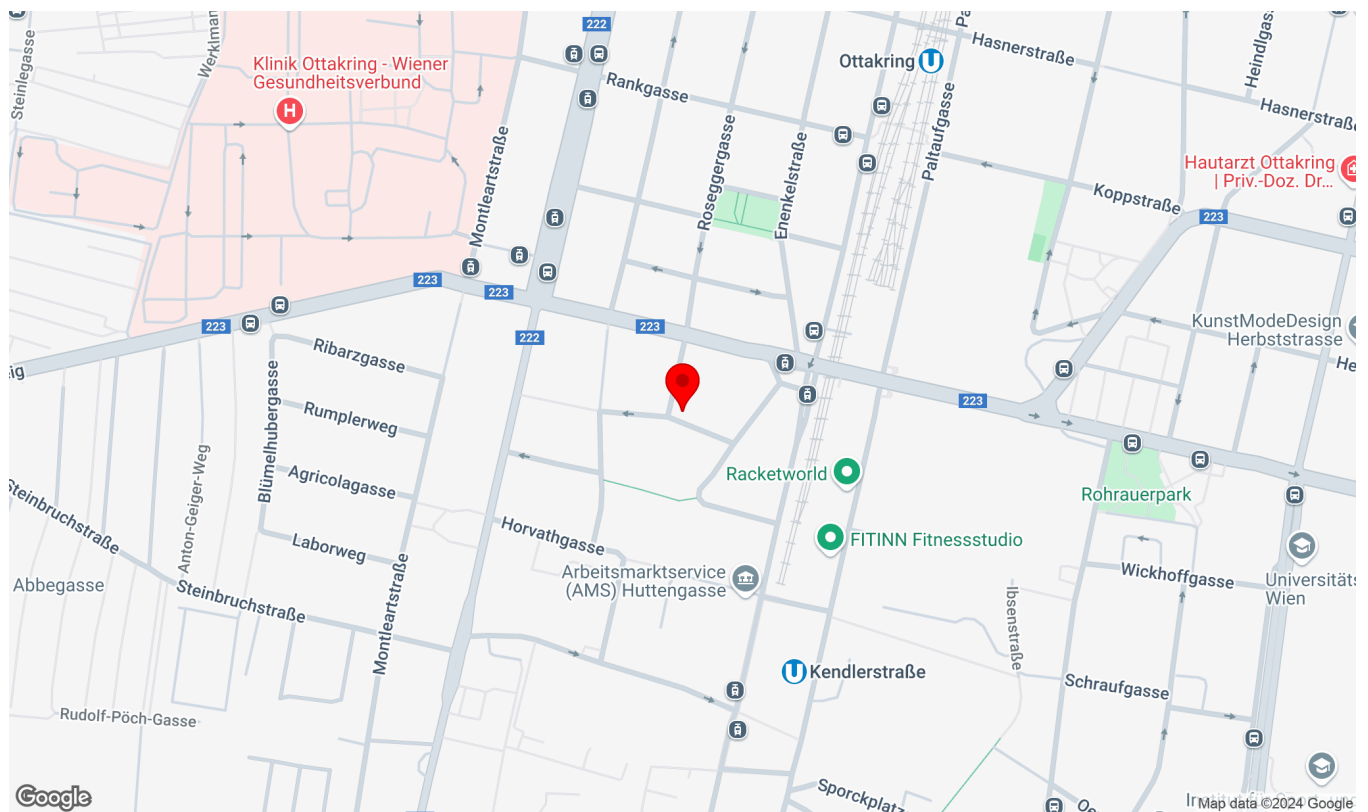 222
Steinlegasse
Werklmar
Montleartstraße
Klinik Ottakring - Wiener
Gesundheitsverbund
H
Rankgasse
Roseggergasse
Enenkelstraße
Ottakring
U
Pa
Paltaufgasse
Hasnerstraße
Heindlgasse
Hasnerstraße
Hautarzt Ottakring
| Priv.-Doz. Dr...
Koppstraße
223
223
223
223
223
222
223
KunstModeDesign
Herbststrasse
He
Ribarzgasse
Rumplerweg
Agricolagasse
Laborweg
Blümelhubergasse
Anton-Geiger-Weg
Steinbruchstraße
Steinbruchstraße
Abbegasse
Montleartstraße
Rudolf-Pöch-Gasse
Horvathgasse
Arbeitsmarktservice
(AMS) Huttengasse
Racketworld
FITINN Fitnessstudio
U
Kendlerstraße
Rohrauerpark
Wickhoffgasse
Ibsenstraße
Universitäts
Wien
Schraufgasse
Sporckplatz
Google
Map data ©2024 Google